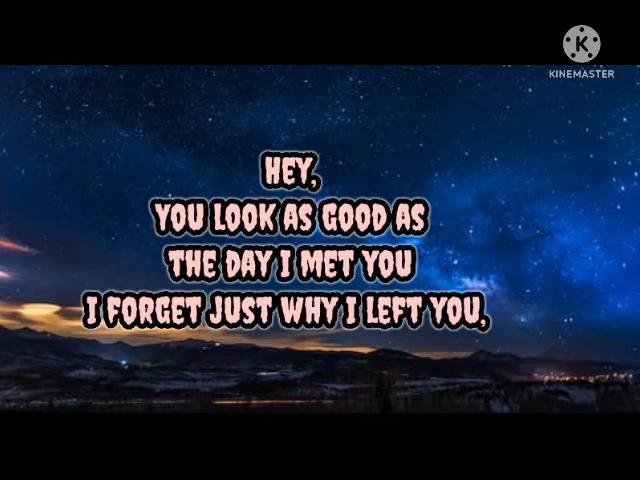 KINEMASTER
HEY,
YOU LOOK AS GOOD AS
THE DAY I MET YOU
I FORGET JUST WHY I LEFT YOU,